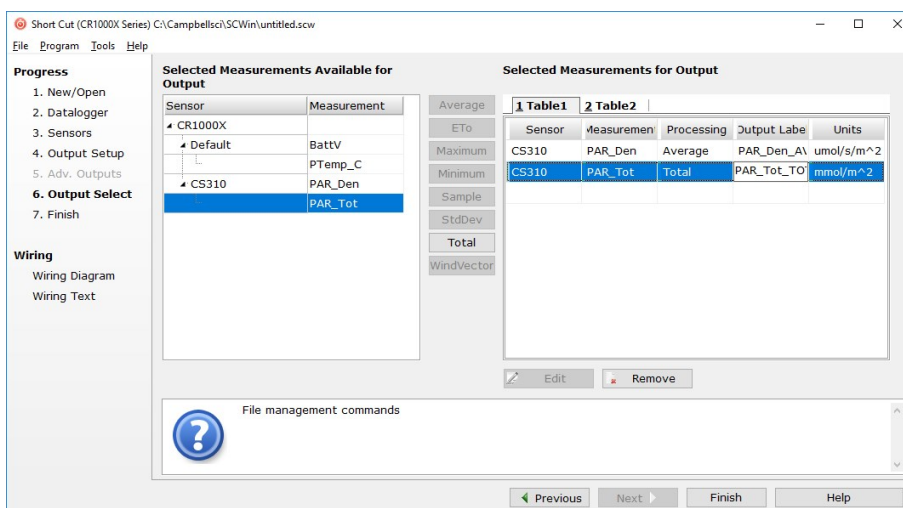 Short Cut (CR1000X Series) C:\Campbellsci\SCWin\untitled.scw
File Program Tools Help
Progress
1. New/Open
2. Datalogger
3. Sensors
4. Output Setup
5. Adv. Outputs
6. Output Select
7. Finish
Wiring
Wiring Diagram
Wiring Text
Selected Measurements Available for
Output
Sensor Measurement
CR1000X
Default BattV
PTemp_C
CS310 PAR_Den
PAR_Tot
Average
ETo
Maximum
Minimum
Sample
StdDev
Total
WindVector
Selected Measurements for Output
1 Table1 2 Table2
Sensor Measurement Processing Output Labe Units
CS310 PAR_Den Average PAR_Den_A umol/s/m^2
CS310 PAR_Tot Total PAR_Tot_TO mmol/m^2
Edit Remove
File management commands
Previous Next Finish Help